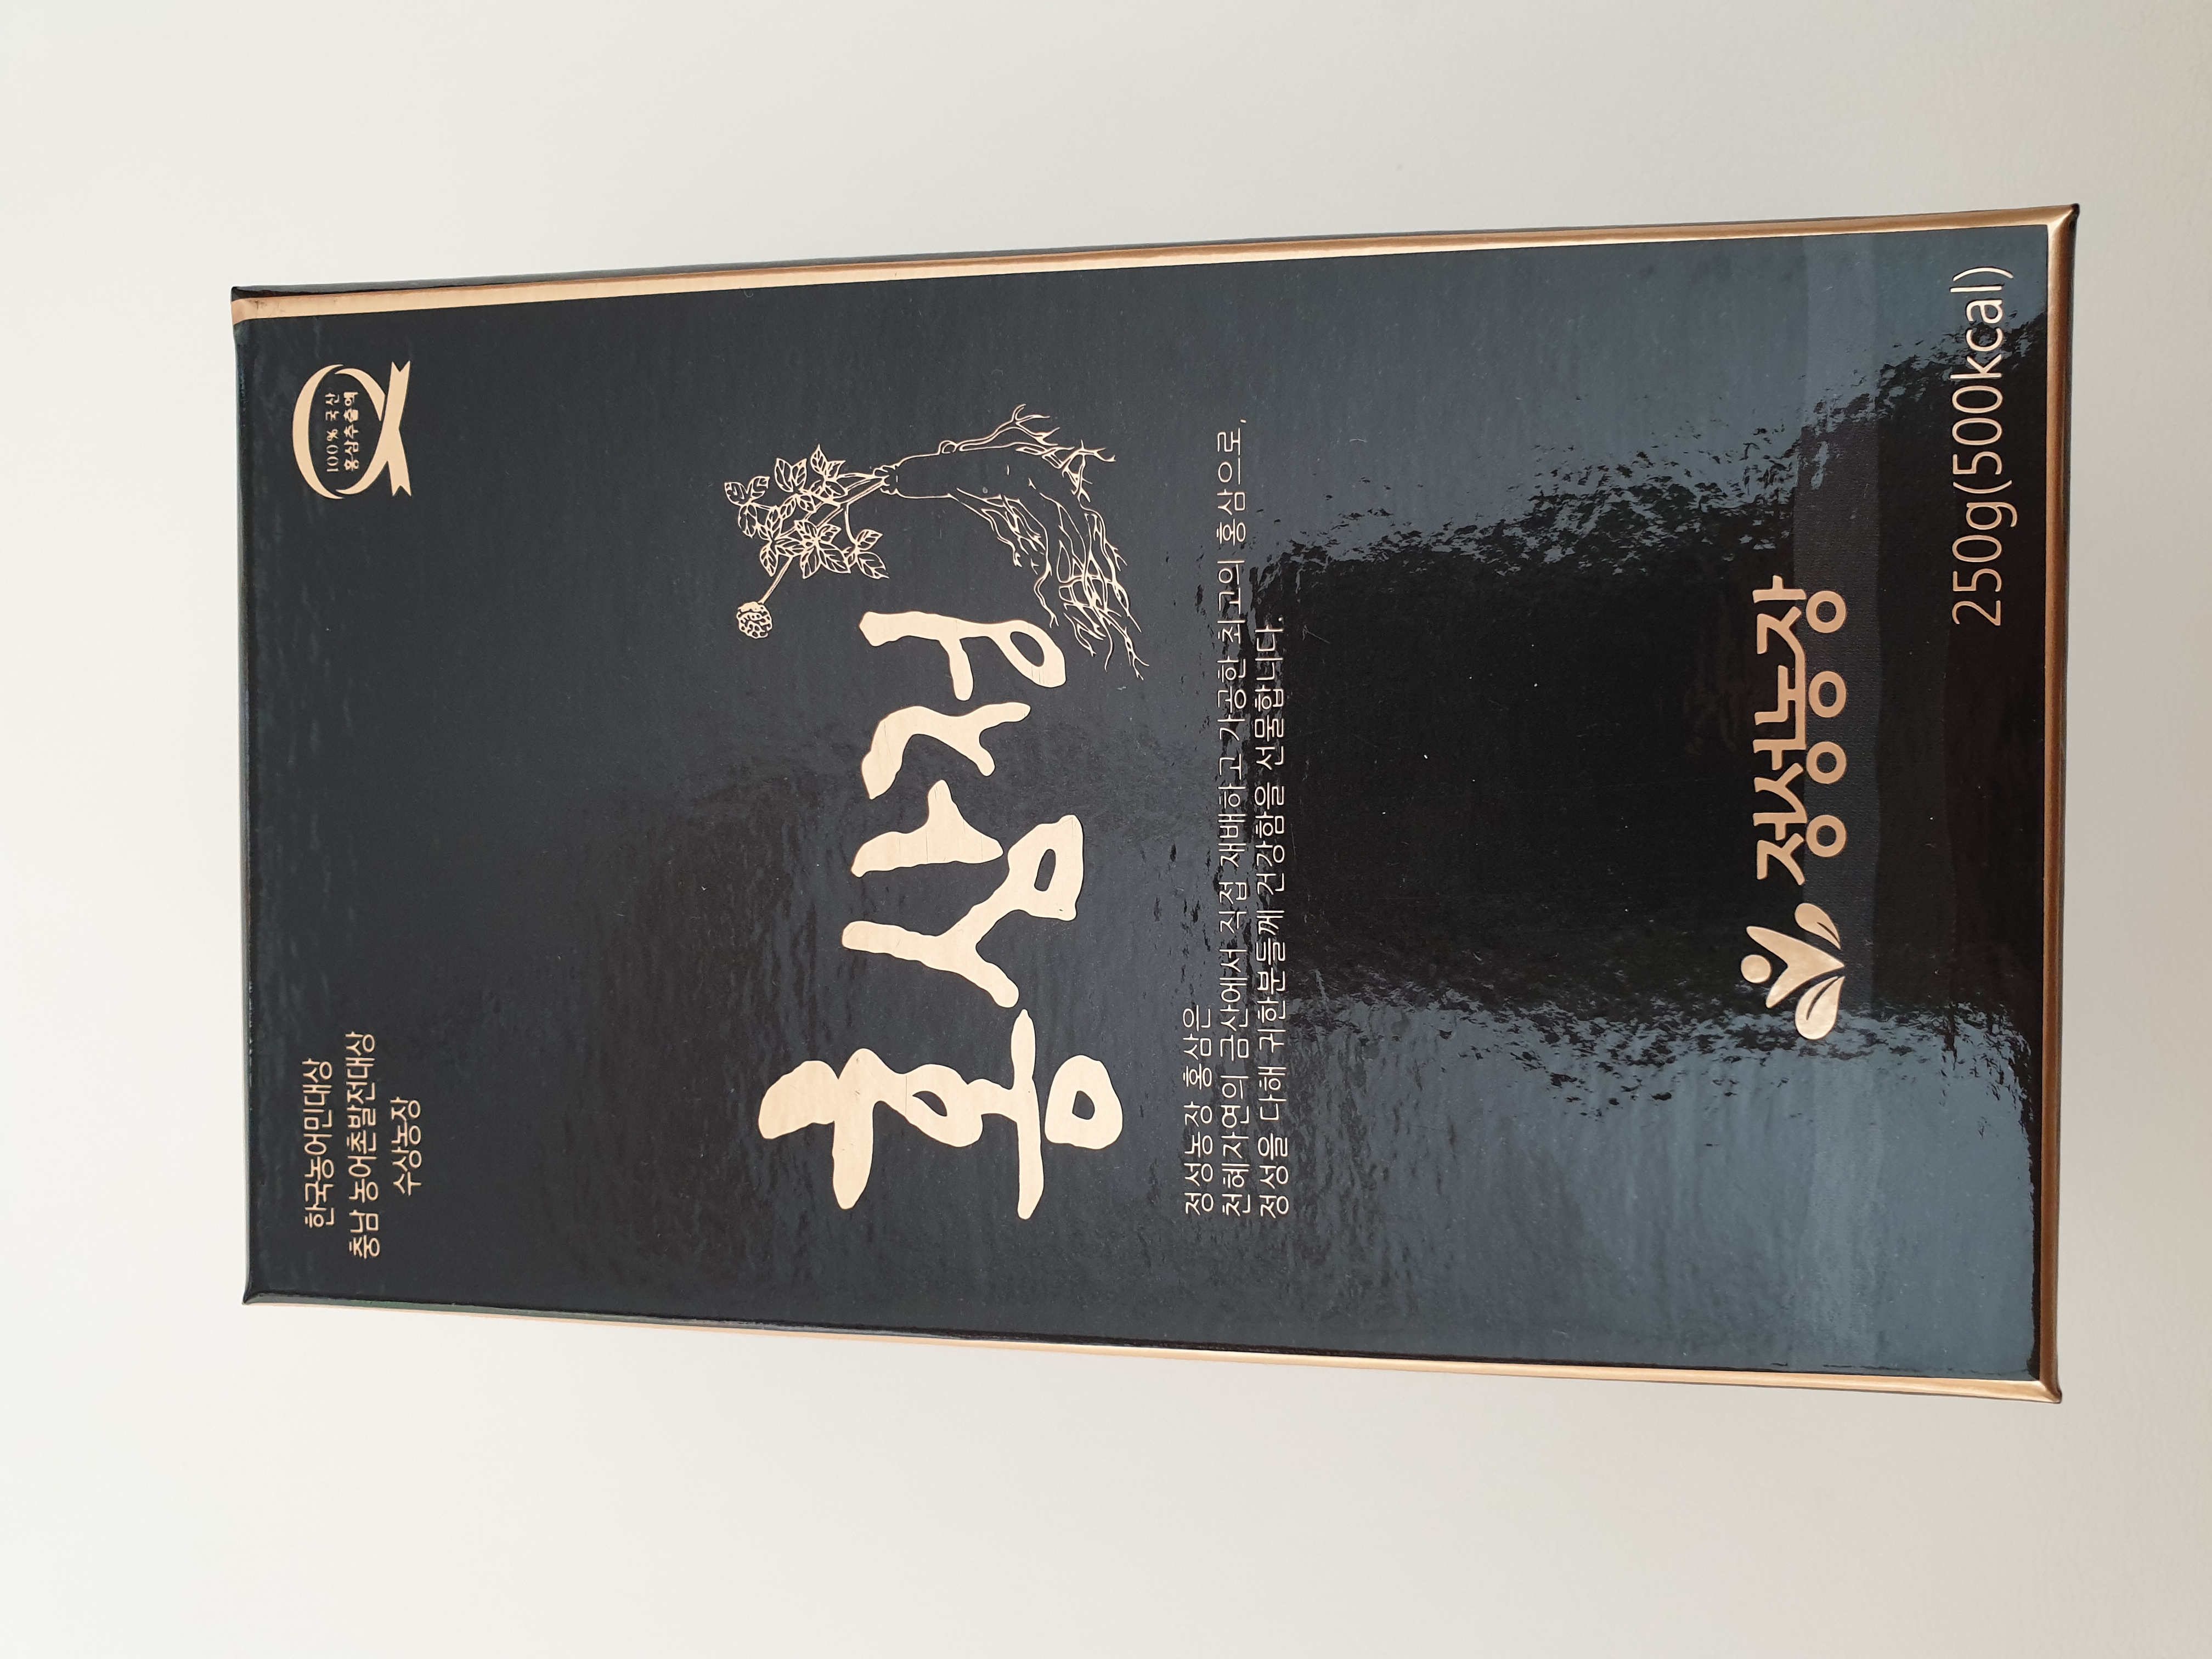 한국농어민대상
충남 농어촌발전대상
수상농장
100% 국산
홍삼추출액
홍삼정
정성농장 홍삼은
천혜자연의 금산에서 직접 재배하고 가공한 최고의 홍삼으로,
정성을 다해 귀한분들께 건강함을 선물합니다.
정성농장
250g(500kcal)